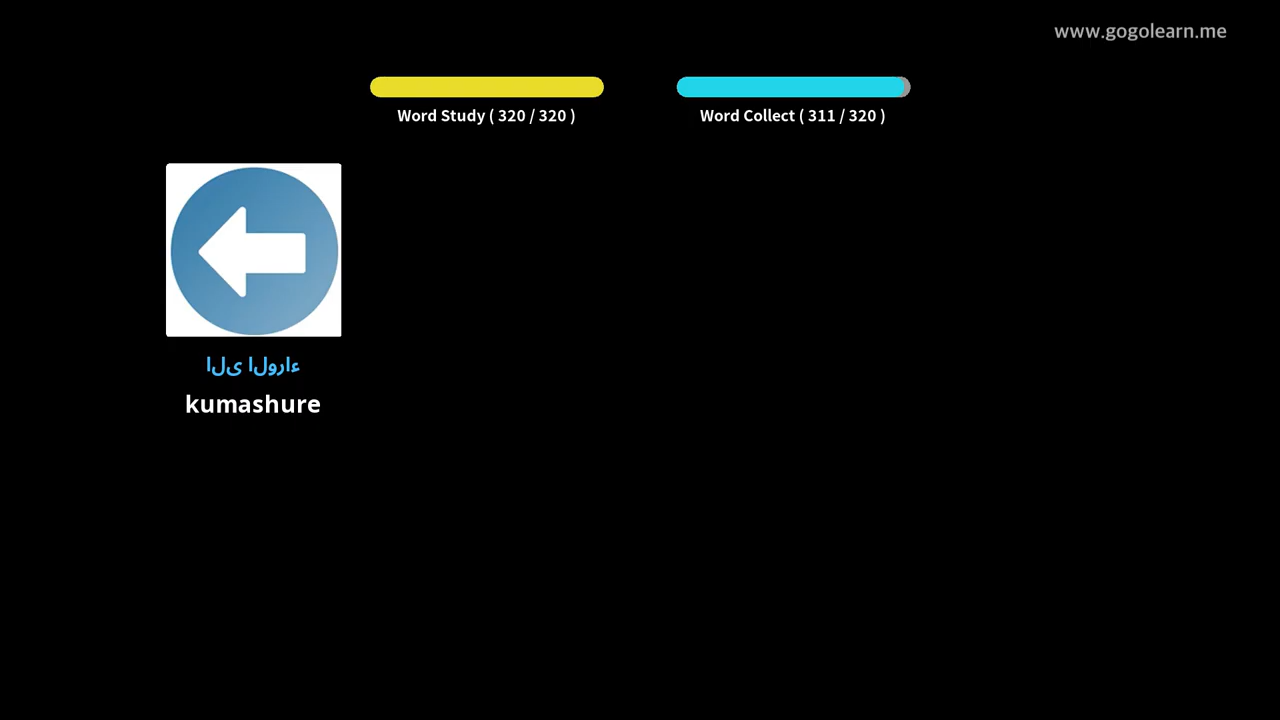 www.gogolearn.me
Word Study ( 320 / 320 )
Word Collect ( 311 / 320 )
الى الوراء
kumashure